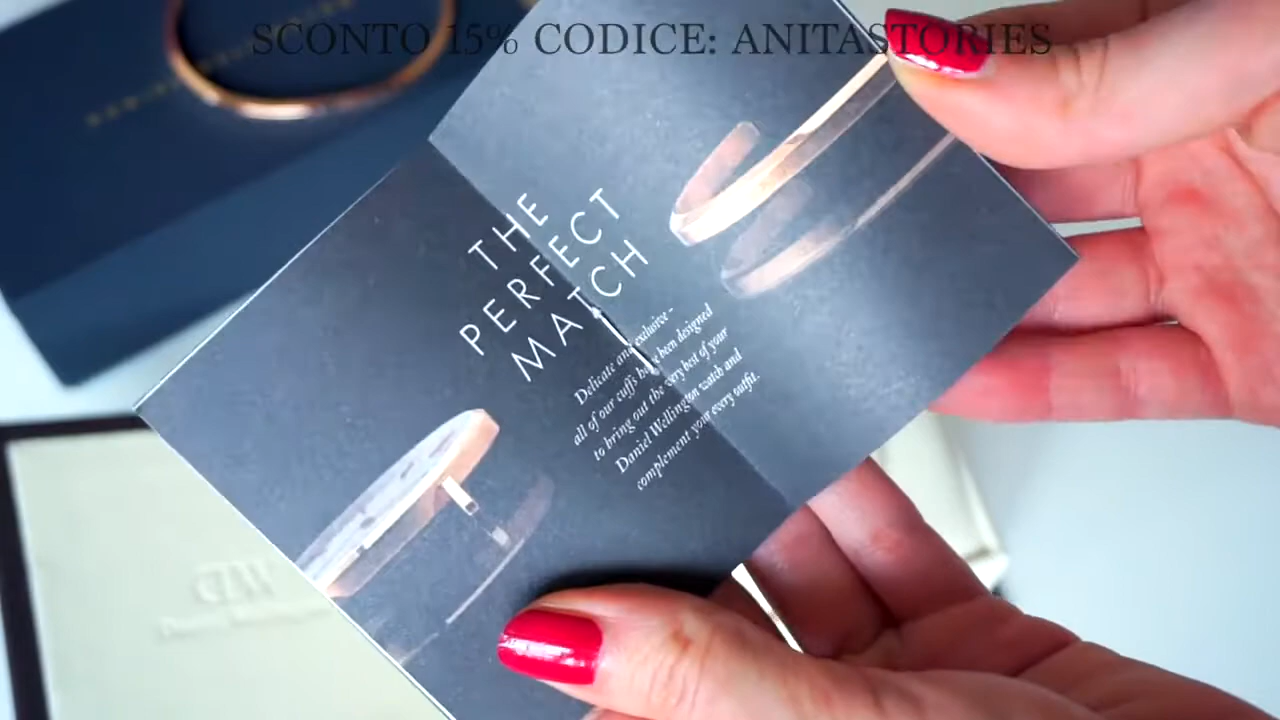 SCONTO 15% CODICE: ANITASTORIES
THE
PERFECT
MATCH
Delicate and exclusive -
all of our cuffs have been designed
to bring out the very best of your
Daniel Wellington watch and
complement your every outfit.
DW